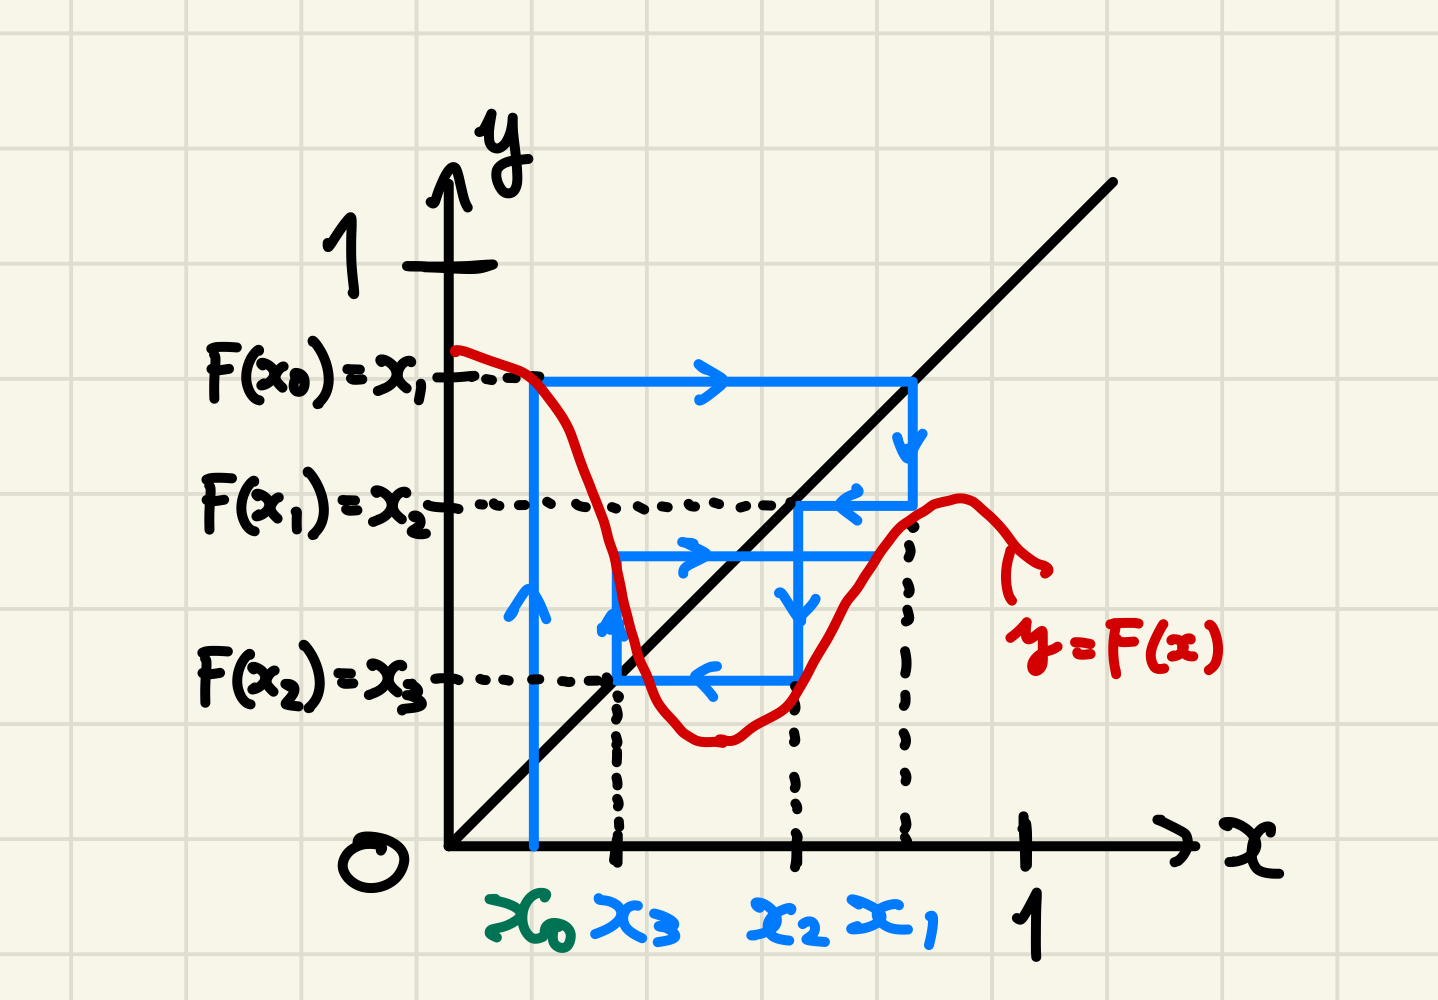 y
1
F(x₀)=x₁
F(x₁)=x₂
F(x₂)=x₃
y=F(x)
0
x
x₀ x₃ x₂ x₁ 1